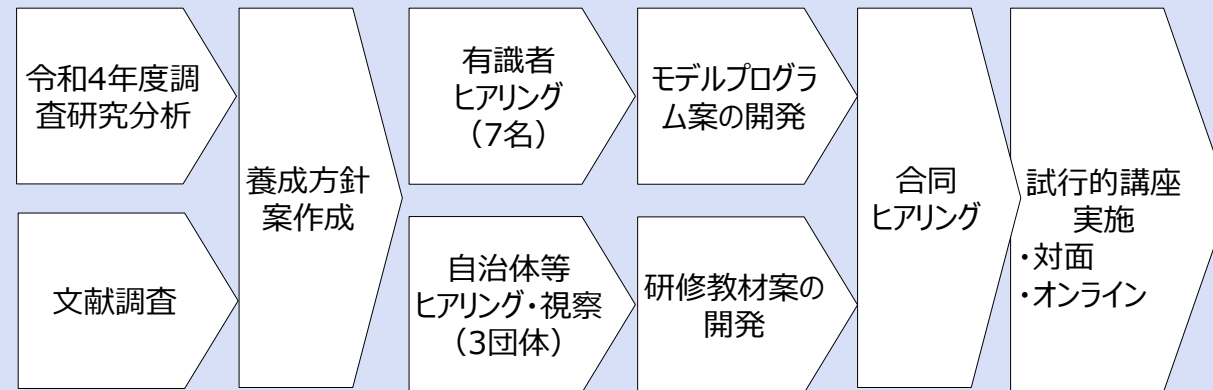 令和4年度調
査研究分析
文献調査
養成方針
案作成
有識者
ヒアリング
（7名）
自治体等
ヒアリング・視察
（3団体）
モデルプログラ
ム案の開発
研修教材案の
開発
合同
ヒアリング
試行的講座
実施
・対面
・オンライン